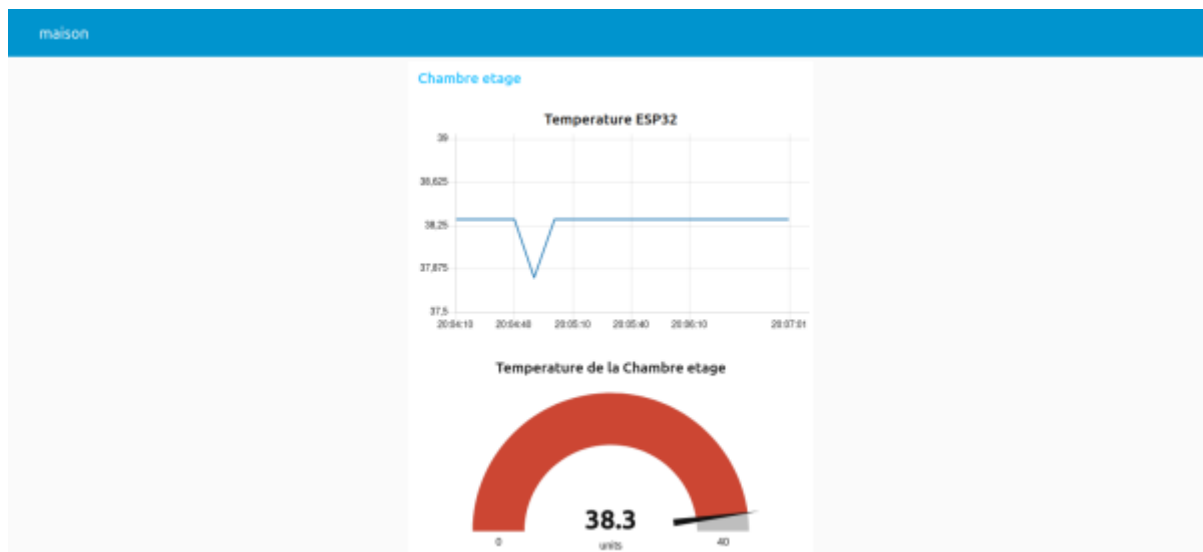 maison
Chambre etage
Temperature ESP32
39
38,625
38,25
37,875
37,5
20:04:10 20:04:40 20:05:10 20:05:40 20:06:10 20:07:01
Temperature de la Chambre etage
38.3
0 units 40